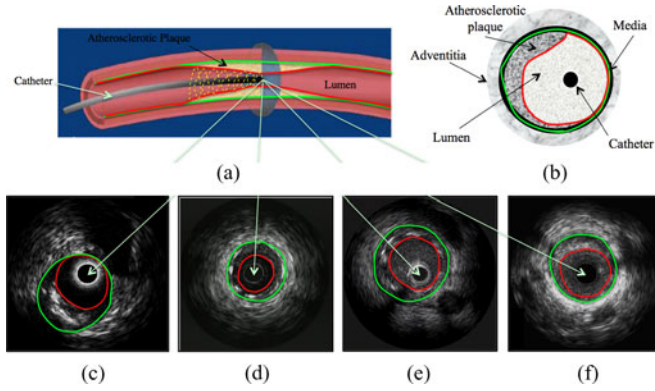 Atherosclerotic Plaque
Catheter
Lumen
(a)
Atherosclerotic
plaque
Media
Adventitia
Lumen
Catheter
(b)
(c)
(d)
(e)
(f)